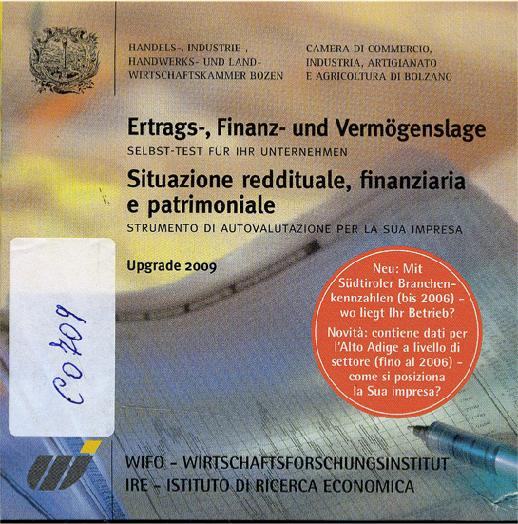 HANDELS-, INDUSTRIE-,
HANDWERKS- UND LAND-
WIRTSCHAFTSKAMMER BOZEN
CAMERA DI COMMERCIO,
INDUSTRIA, ARTIGIANATO
E AGRICOLTURA DI BOLZANO
Ertrags-, Finanz- und Vermögenslage
SELBST-TEST FÜR IHR UNTERNEHMEN
Situazione reddituale, finanziaria
e patrimoniale
STRUMENTO DI AUTOVALUTAZIONE PER LA SUA IMPRESA
Upgrade 2009
Neu: Mit
Südtiroler Branchen-
kennzahlen (bis 2006) –
wo liegt Ihr Betrieb?
Novità: contiene dati per
l'Alto Adige a livello di
settore (fino al 2006) –
come si posiziona
la Sua impresa?
CO709
WIFO – WIRTSCHAFTSFORSCHUNGSINSTITUT
IRE – ISTITUTO DI RICERCA ECONOMICA